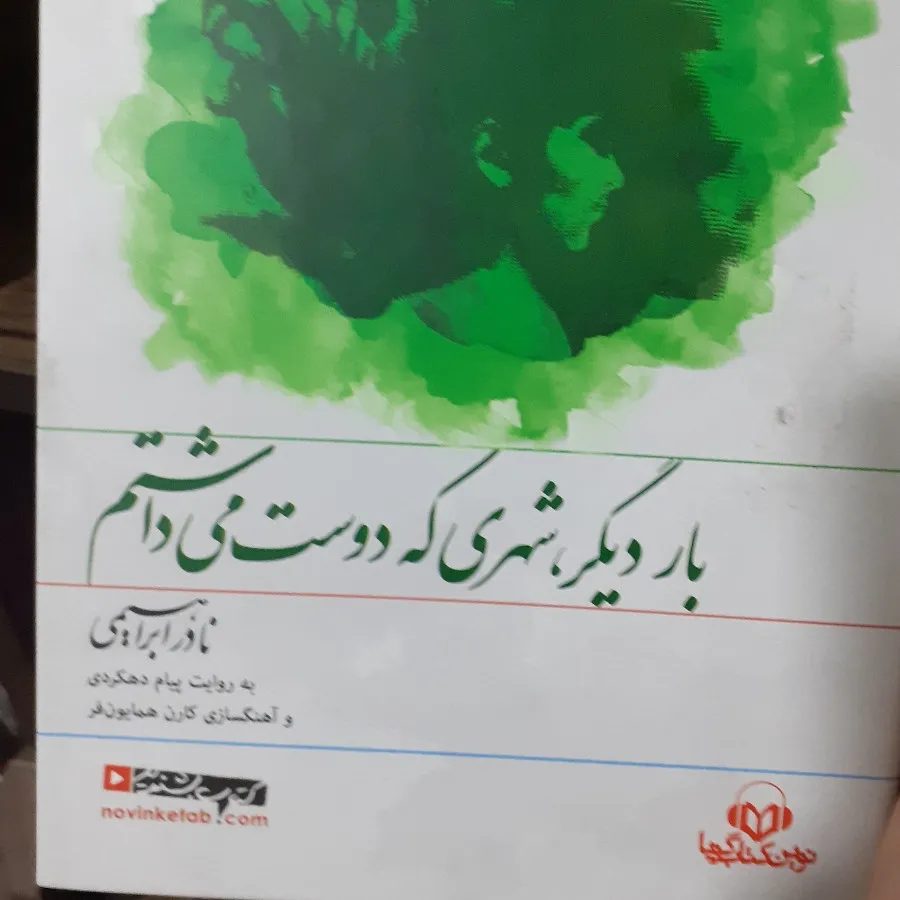 بار دیگر، شهری که دوست می داشتم
نادر ابراهیمی
به روایت پیام دهکردی
و آهنگسازی کارن همایون‌فر
novinketab.com
نوین کتاب گویا